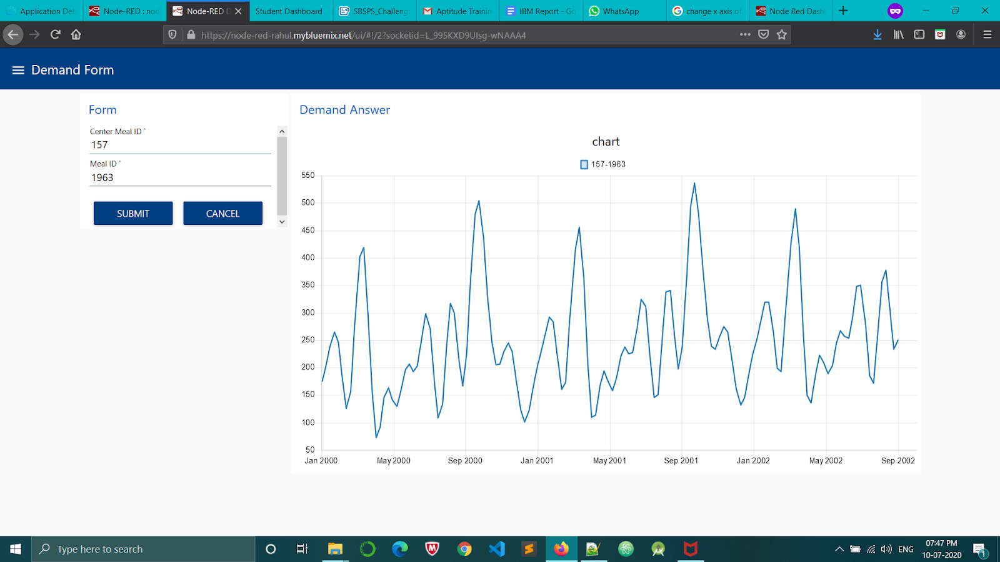 Application Det
Node-RED : nod
Node-RED D
Student Dashboard
SBSPS_Challeng
Aptitude Trainin
IBM Report - Go
WhatsApp
change x axis of
Node Red Dash
https://node-red-rahul.mybluemix.net/ui/#!/2?socketid=L_995KXD9UIsg-wNAAA4
Demand Form
Form
Center Meal ID *
157
Meal ID *
1963
SUBMIT CANCEL
Demand Answer
chart
157-1963
550
500
450
400
350
300
250
200
150
100
50
Jan 2000 May 2000 Sep 2000 Jan 2001 May 2001 Sep 2001 Jan 2002 May 2002 Sep 2002
Type here to search
ENG
07:47 PM
10-07-2020
1